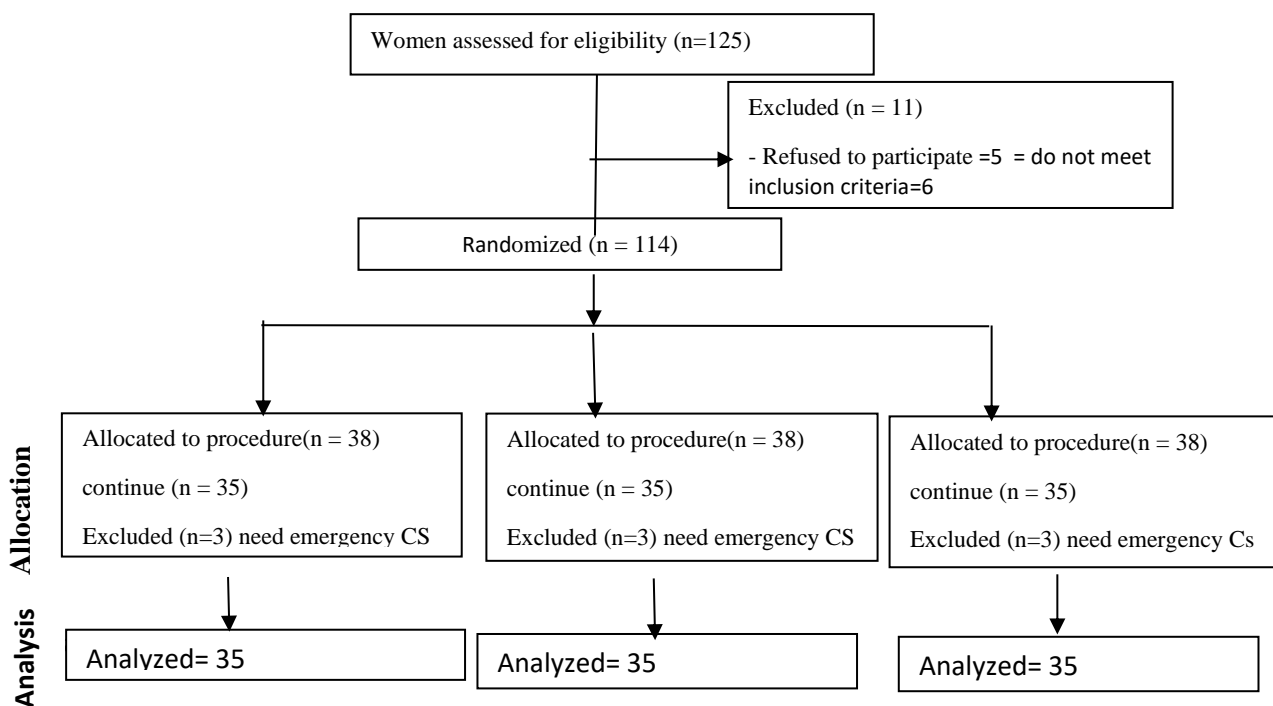 Women assessed for eligibility (n=125)
Excluded (n = 11)
- Refused to participate =5 = do not meet
inclusion criteria=6
Randomized (n = 114)
Allocation
Allocated to procedure(n = 38)
continue (n = 35)
Excluded (n=3) need emergency CS
Allocated to procedure(n = 38)
continue (n = 35)
Excluded (n=3) need emergency CS
Allocated to procedure(n = 38)
continue (n = 35)
Excluded (n=3) need emergency Cs
Analysis
Analyzed= 35
Analyzed= 35
Analyzed= 35